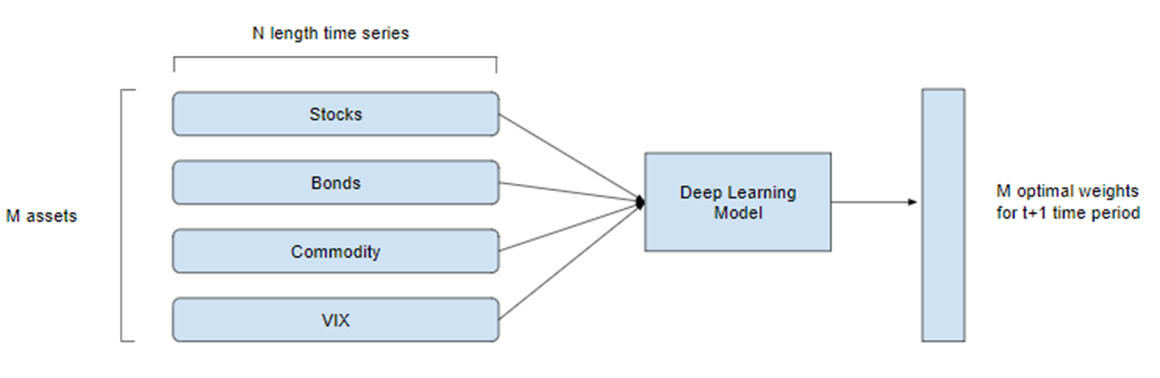 N length time series
Stocks
Bonds
M assets
Commodity
VIX
Deep Learning
Model
M optimal weights
for t+1 time period